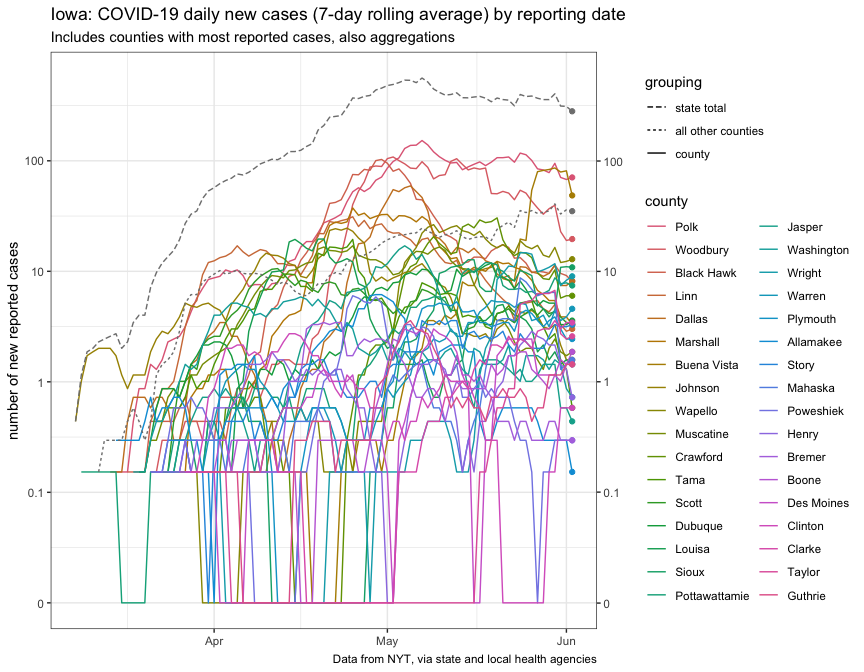 Iowa: COVID-19 daily new cases (7-day rolling average) by reporting date
Includes counties with most reported cases, also aggregations
number of new reported cases
100
10
1
0.1
0
100
10
1
0.1
0
Apr
May
Jun
Data from NYT, via state and local health agencies
grouping
state total
all other counties
county
county
Polk
Woodbury
Black Hawk
Linn
Dallas
Marshall
Buena Vista
Johnson
Wapello
Muscatine
Crawford
Tama
Scott
Dubuque
Louisa
Sioux
Pottawattamie
Jasper
Washington
Wright
Warren
Plymouth
Allamakee
Story
Mahaska
Poweshiek
Henry
Bremer
Boone
Des Moines
Clinton
Clarke
Taylor
Guthrie